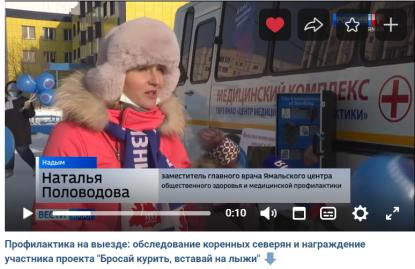 МЕДИЦИНСКИЙ КОМПЛЕКС
Надым
Наталья
Половодова
заместитель главного врача Ямальского центра
общественного здоровья и медицинской профилактики
ВЕСТИ
0:10
Профилактика на выезде: обследование коренных северян и награждение
участника проекта "Бросай курить, вставай на лыжи"